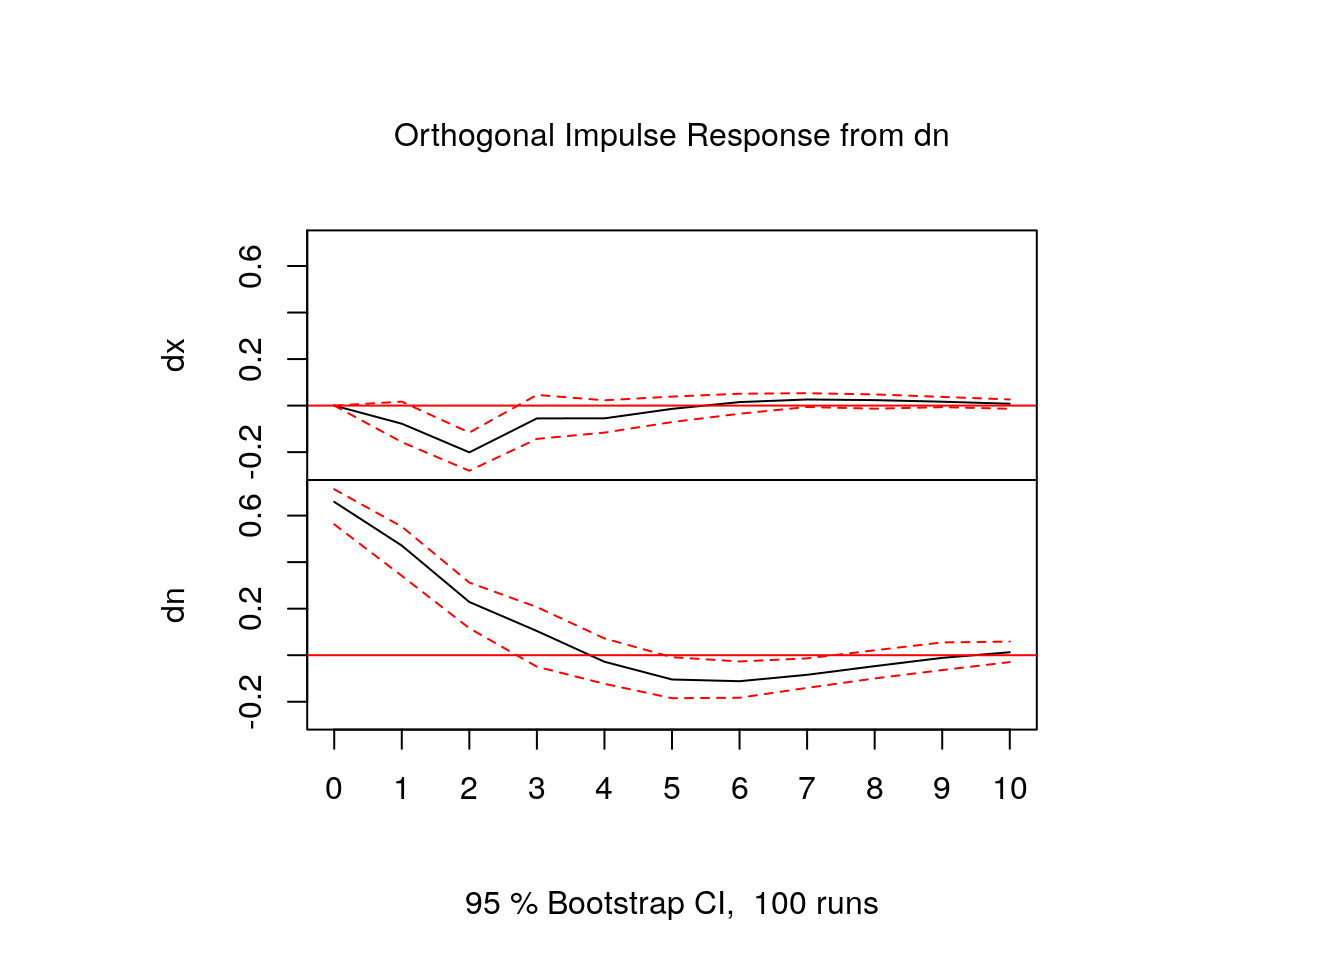 Orthogonal Impulse Response from dn
dx
0.6
0.2
-0.2
dn
0.6
0.2
-0.2
0 1 2 3 4 5 6 7 8 9 10
95 % Bootstrap CI,  100 runs